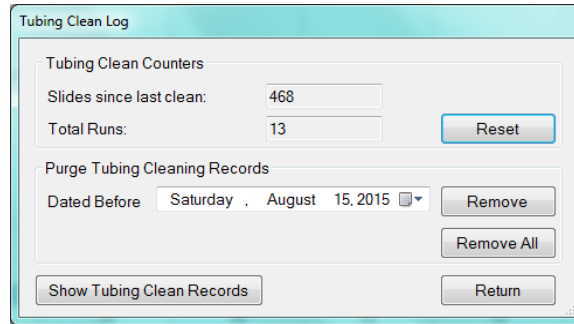 Tubing Clean Log
Tubing Clean Counters
Slides since last clean: 468
Total Runs: 13 Reset
Purge Tubing Cleaning Records
Dated Before Saturday , August 15, 2015 Remove
Remove All
Show Tubing Clean Records Return